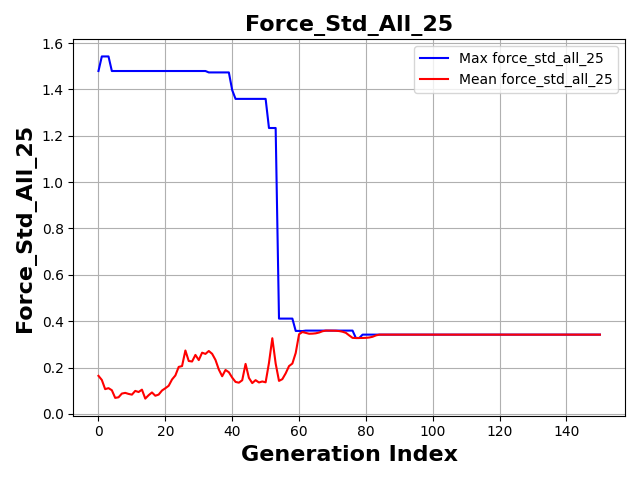 Force_Std_All_25
Max force_std_all_25
Mean force_std_all_25
Force_Std_All_25
1.6
1.4
1.2
1.0
0.8
0.6
0.4
0.2
0.0
0 20 40 60 80 100 120 140
Generation Index